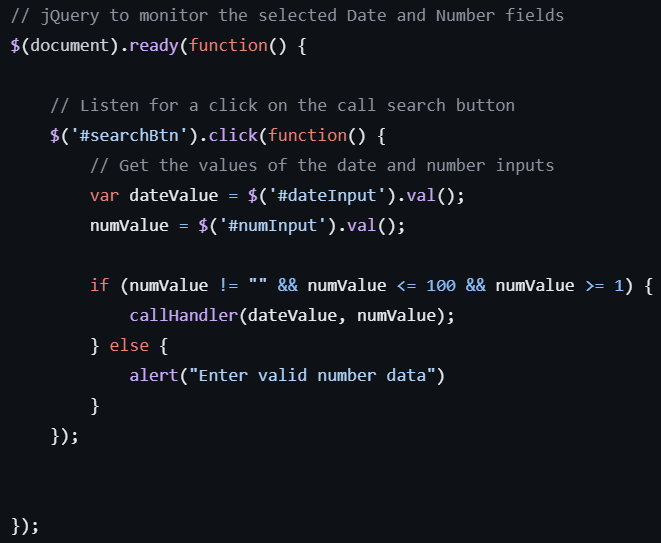 // jQuery to monitor the selected Date and Number fields
$(document).ready(function() {
// Listen for a click on the call search button
$('#searchBtn').click(function() {
// Get the values of the date and number inputs
var dateValue = $('#dateInput').val();
numValue = $('#numInput').val();
if (numValue != "" && numValue <= 100 && numValue >= 1) {
callHandler(dateValue, numValue);
} else {
alert("Enter valid number data")
}
});
});